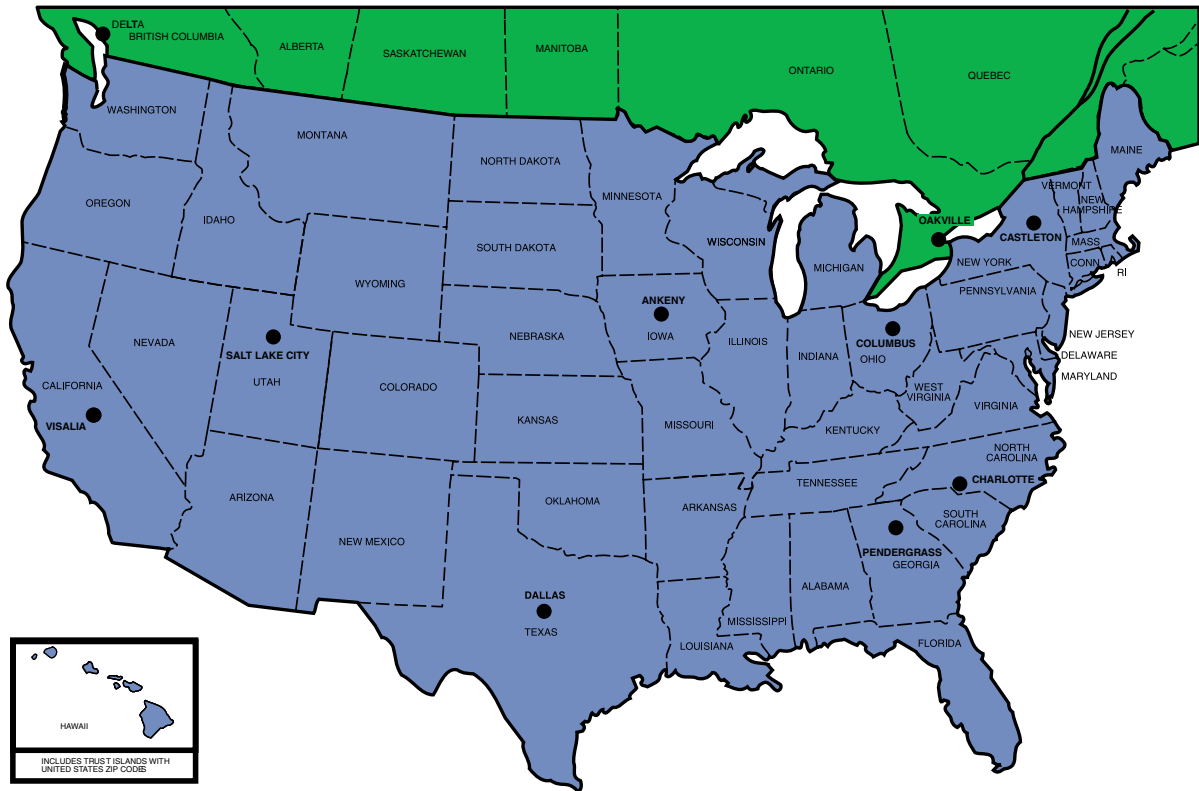 DELTA
BRITISH COLUMBIA
ALBERTA
SASKATCHEWAN
MANITOBA
ONTARIO
QUEBEC
WASHINGTON
MONTANA
NORTH DAKOTA
MINNESOTA
MAINE
VERMONT
NEW
HAMPSHIRE
OREGON
IDAHO
SOUTH DAKOTA
WISCONSIN
MICHIGAN
OAKVILLE
CASTLETON
MASS
CONN
RI
NEW YORK
WYOMING
PENNSYLVANIA
ANKENY
IOWA
NEBRASKA
NEVADA
SALT LAKE CITY
UTAH
COLORADO
ILLINOIS
INDIANA
COLUMBUS
OHIO
NEW JERSEY
DELAWARE
MARYLAND
CALIFORNIA
VISALIA
KANSAS
MISSOURI
WEST
VIRGINIA
VIRGINIA
KENTUCKY
NORTH
CAROLINA
CHARLOTTE
TENNESSEE
ARIZONA
NEW MEXICO
OKLAHOMA
ARKANSAS
SOUTH
CAROLINA
PENDERGRASS
GEORGIA
ALABAMA
MISSISSIPPI
DALLAS
TEXAS
LOUISIANA
FLORIDA
HAWAII
INCLUDES TRUST ISLANDS WITH
UNITED STATES ZIP CODES